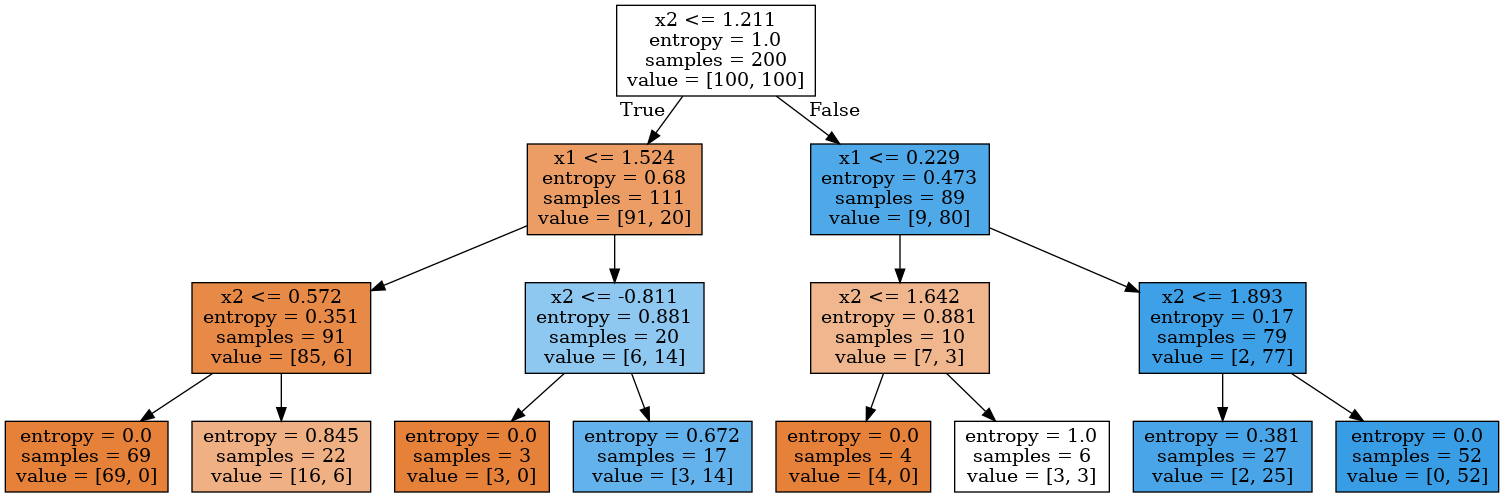 x2 <= 1.211
entropy = 1.0
samples = 200
value = [100, 100]
True
False
x1 <= 1.524
entropy = 0.68
samples = 111
value = [91, 20]
x1 <= 0.229
entropy = 0.473
samples = 89
value = [9, 80]
x2 <= 0.572
entropy = 0.351
samples = 91
value = [85, 6]
x2 <= -0.811
entropy = 0.881
samples = 20
value = [6, 14]
x2 <= 1.642
entropy = 0.881
samples = 10
value = [7, 3]
x2 <= 1.893
entropy = 0.17
samples = 79
value = [2, 77]
entropy = 0.0
samples = 69
value = [69, 0]
entropy = 0.845
samples = 22
value = [16, 6]
entropy = 0.0
samples = 3
value = [3, 0]
entropy = 0.672
samples = 17
value = [3, 14]
entropy = 0.0
samples = 4
value = [4, 0]
entropy = 1.0
samples = 6
value = [3, 3]
entropy = 0.381
samples = 27
value = [2, 25]
entropy = 0.0
samples = 52
value = [0, 52]